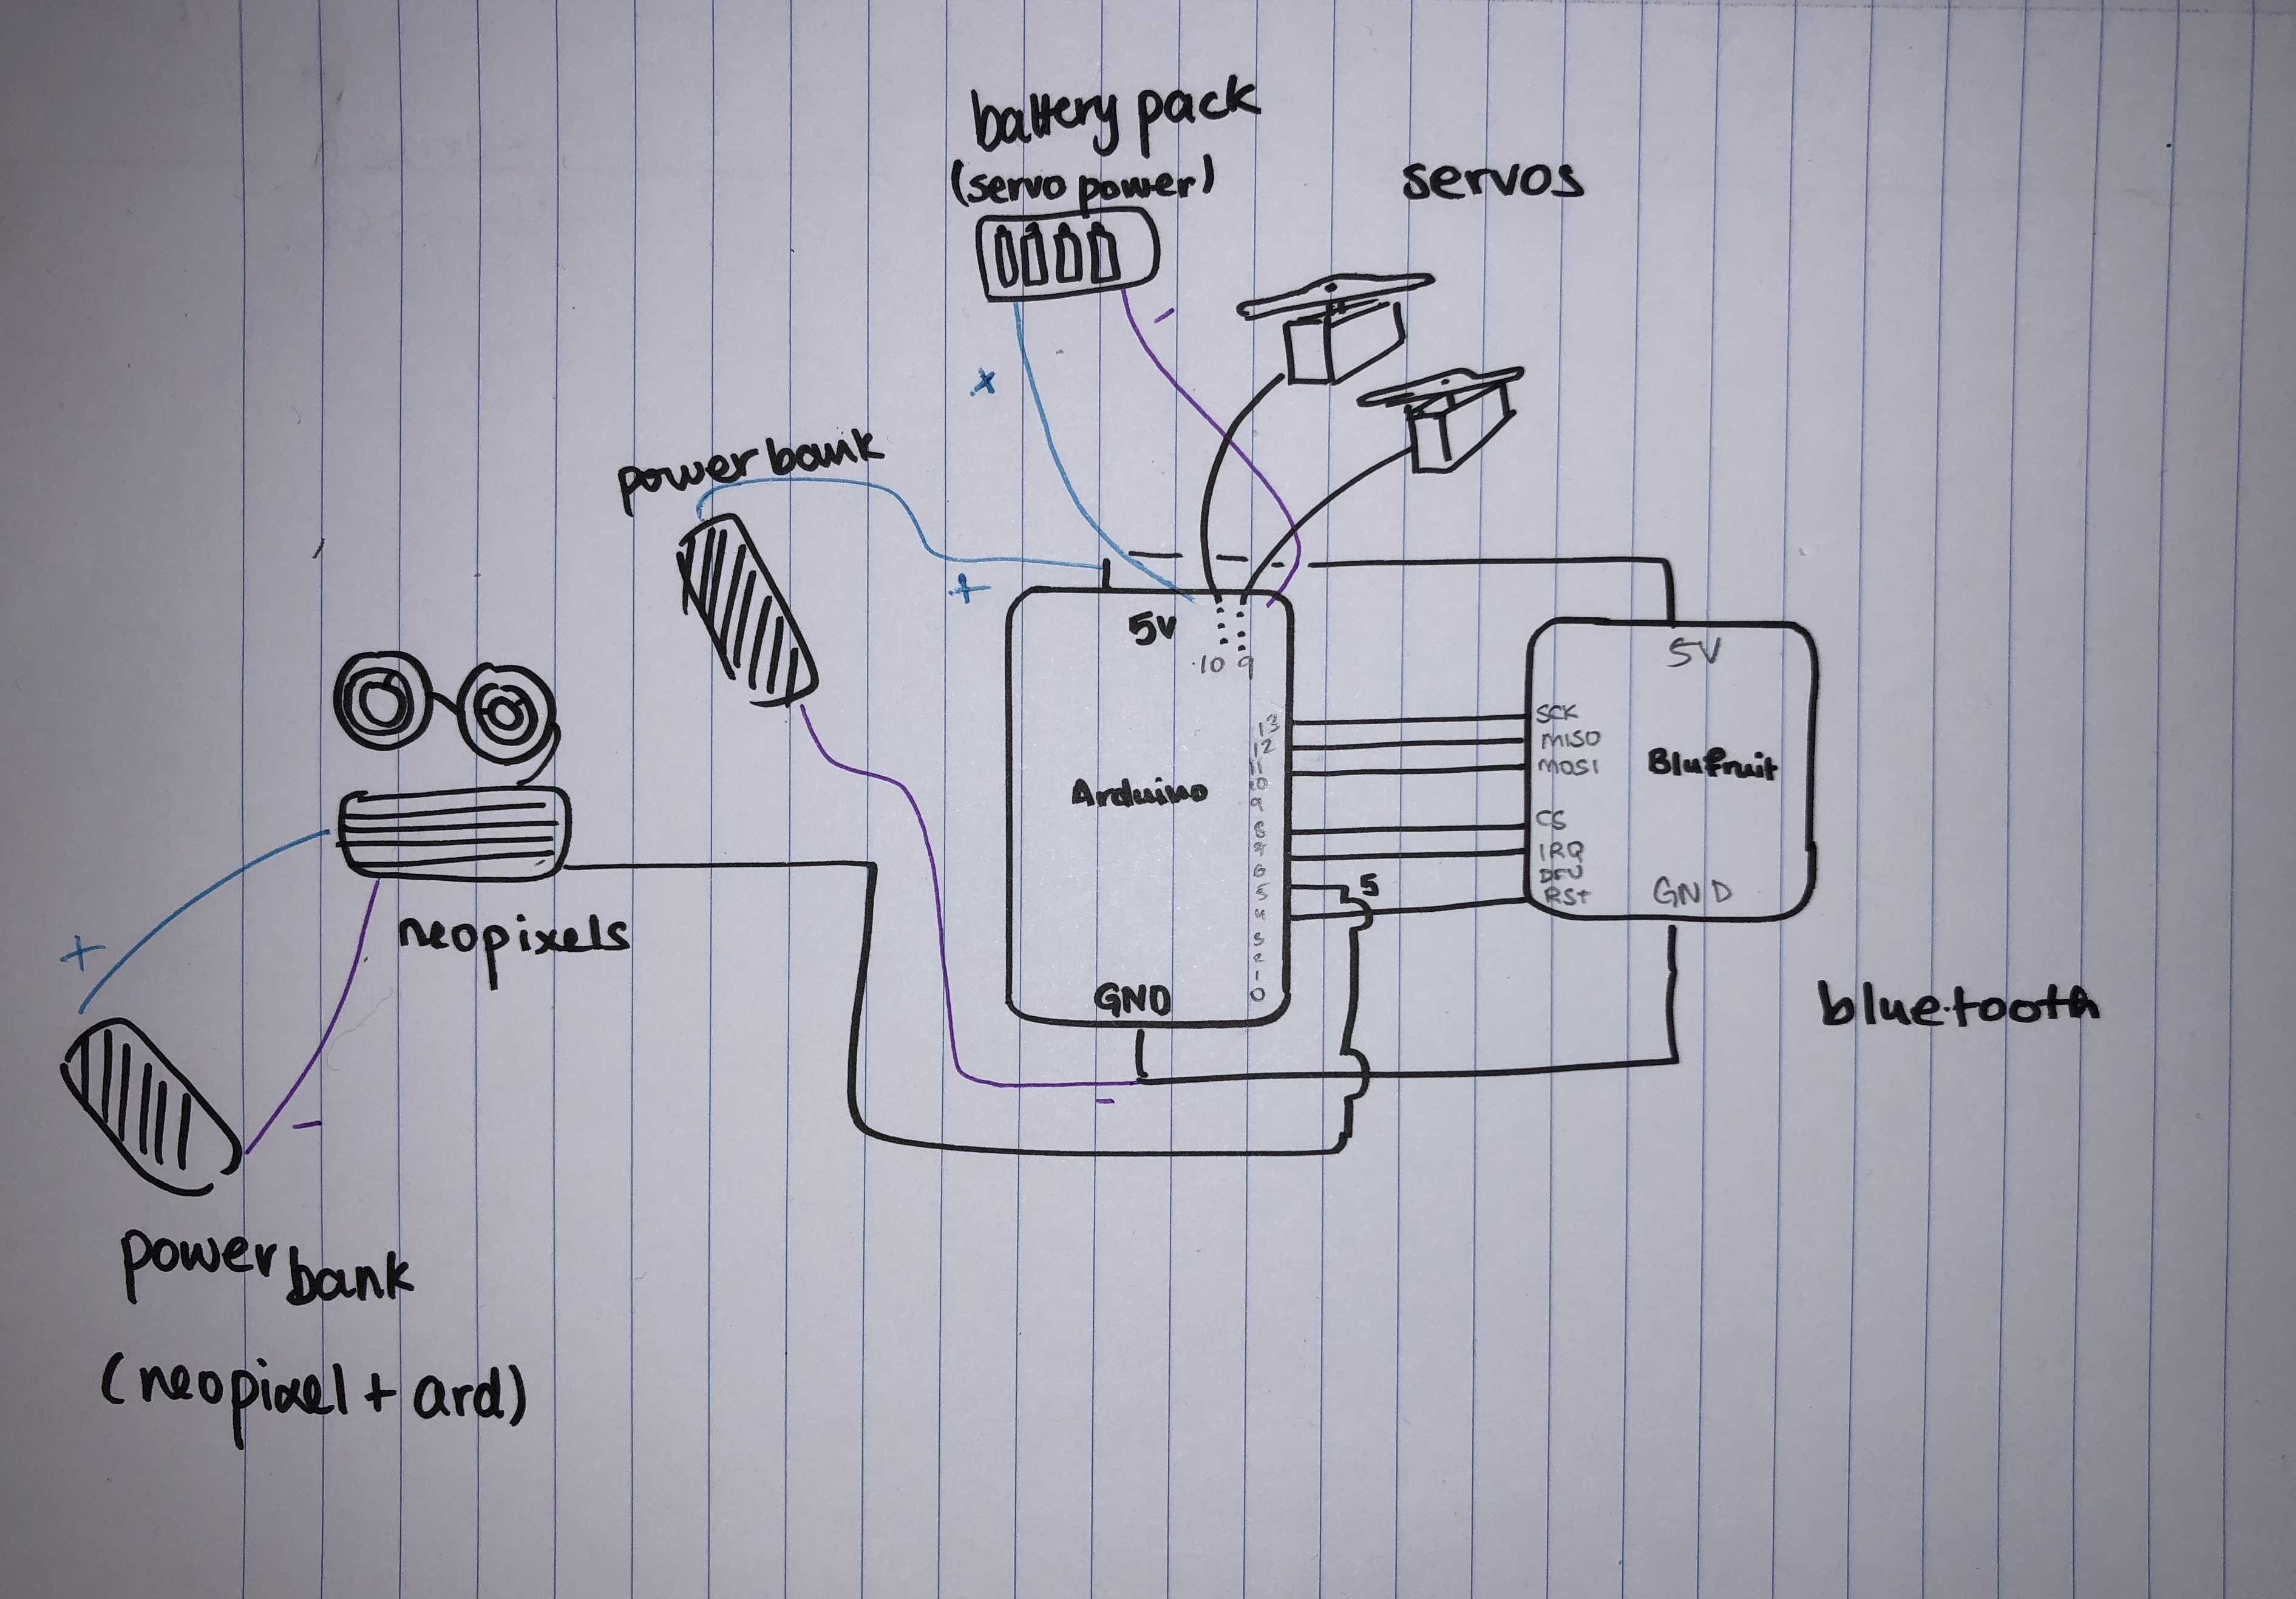 battery pack
(servo power)
servos
+
-
power bank
+
5V
10 9
5V
13
12
11
10
9
8
6
5
4
2
1
0
Arduino
GND
SCK
MISO
MOSI
CS
IRQ
DFU
RST
Blufruit
GND
5
bluetooth
-
neopixels
+
-
power bank
(neopixel + ard)